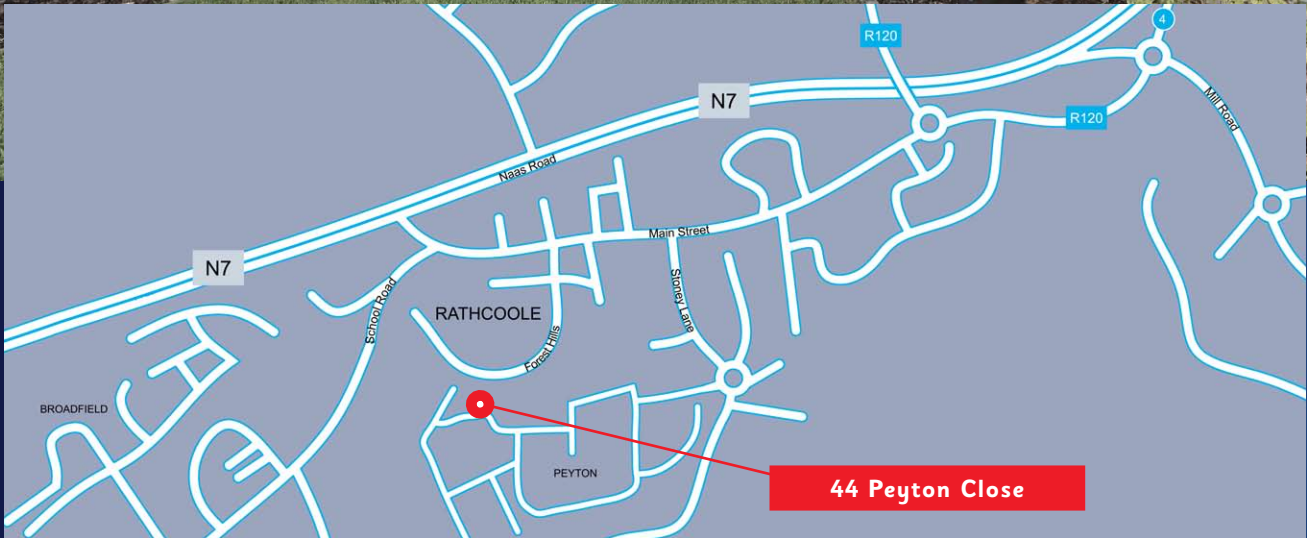 4
R120
N7
R120
Mill Road
Naas Road
Main Street
N7
Stoney Lane
School Road
RATHCOOLE
Forest Hills
BROADFIELD
PEYTON
44 Peyton Close